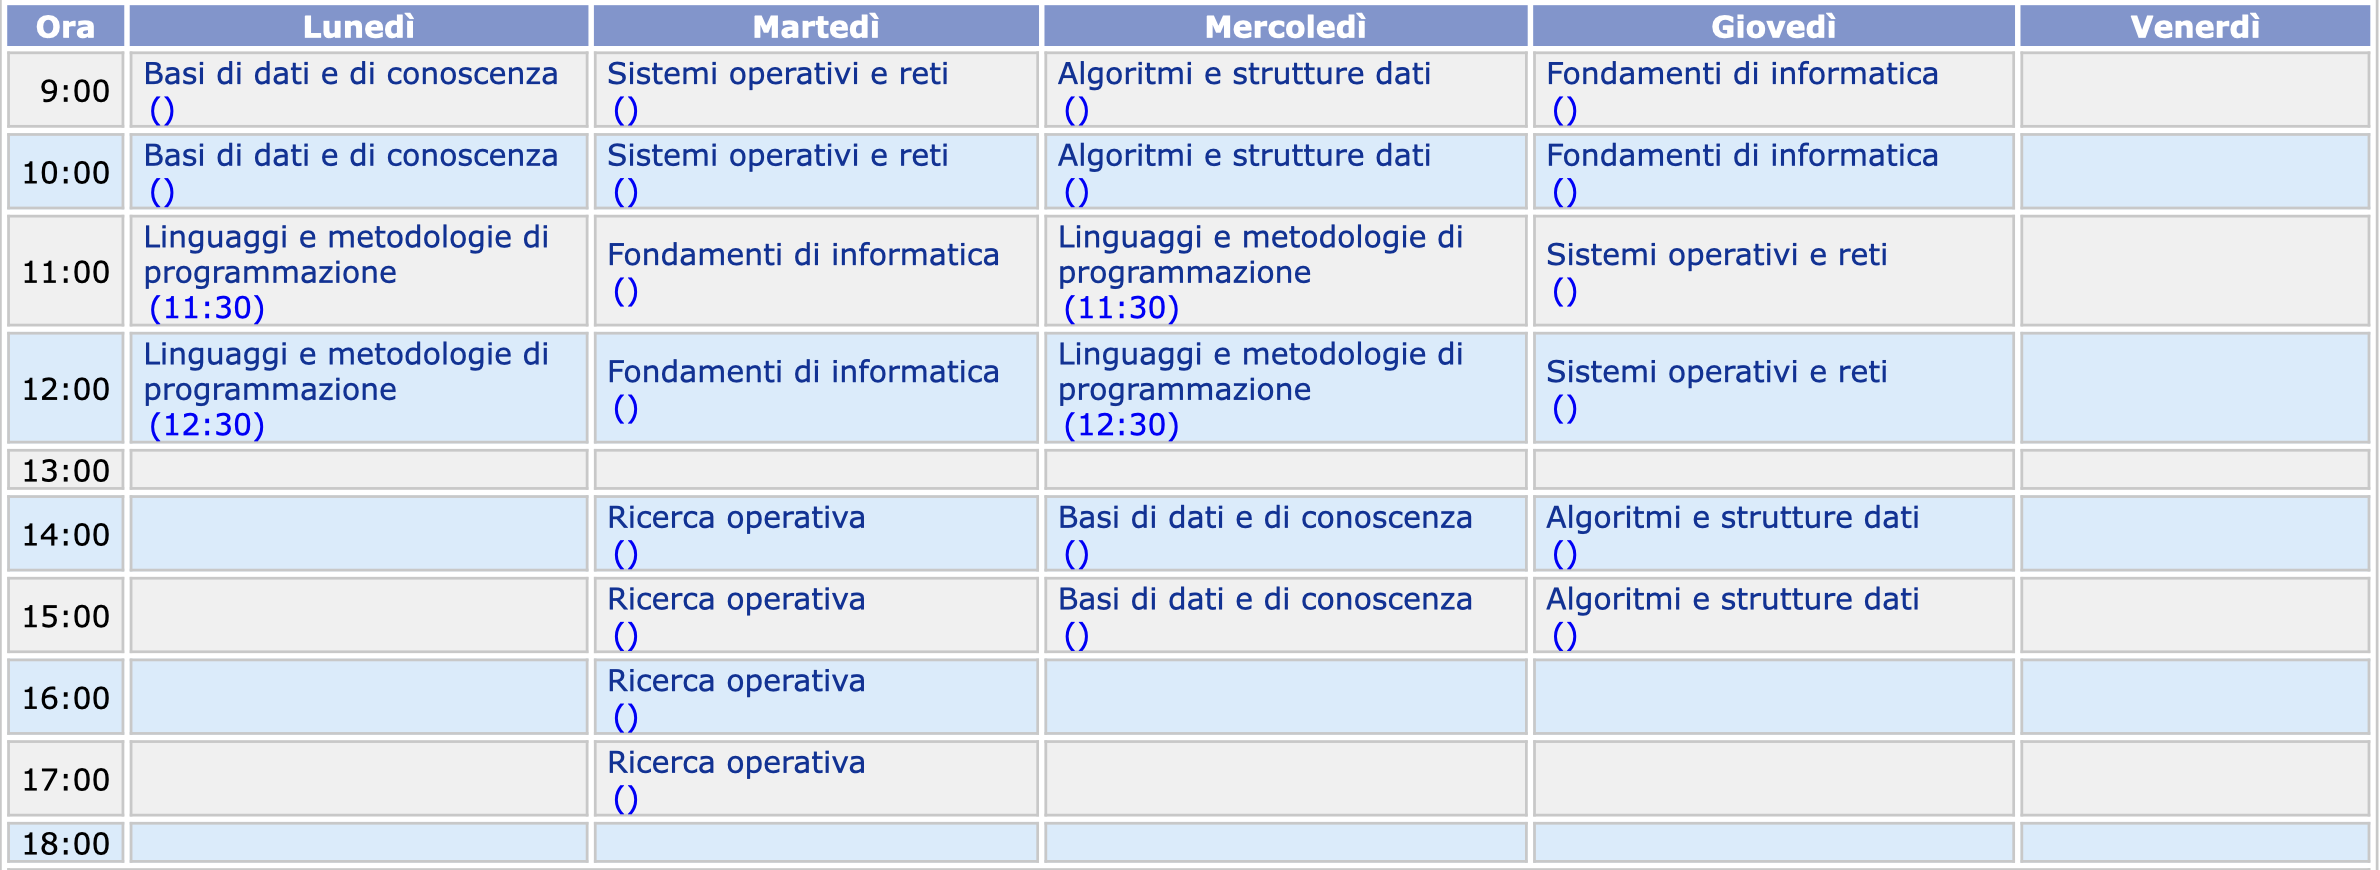 Ora Lunedì Martedì Mercoledì Giovedì Venerdì
9:00 Basi di dati e di conoscenza Sistemi operativi e reti Algoritmi e strutture dati Fondamenti di informatica
() () () ()
10:00 Basi di dati e di conoscenza Sistemi operativi e reti Algoritmi e strutture dati Fondamenti di informatica
() () () ()
11:00 Linguaggi e metodologie di programmazione Fondamenti di informatica Linguaggi e metodologie di programmazione Sistemi operativi e reti
(11:30) () (11:30) ()
12:00 Linguaggi e metodologie di programmazione Fondamenti di informatica Linguaggi e metodologie di programmazione Sistemi operativi e reti
(12:30) () (12:30) ()
13:00
14:00 Ricerca operativa Basi di dati e di conoscenza Algoritmi e strutture dati
() () ()
15:00 Ricerca operativa Basi di dati e di conoscenza Algoritmi e strutture dati
() () ()
16:00 Ricerca operativa
()
17:00 Ricerca operativa
()
18:00